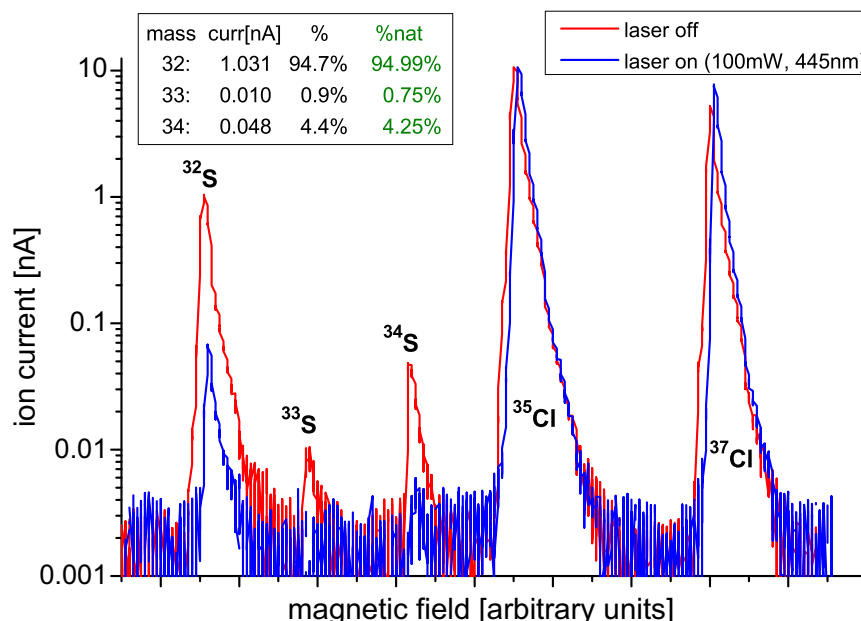 mass curr[nA] % %nat
32: 1.031 94.7% 94.99%
33: 0.010 0.9% 0.75%
34: 0.048 4.4% 4.25%
laser off
laser on (100mW, 445nm)
10
1
0.1
0.01
0.001
ion current [nA]
³²S
³³S
³⁴S
³⁵Cl
³⁷Cl
magnetic field [arbitrary units]